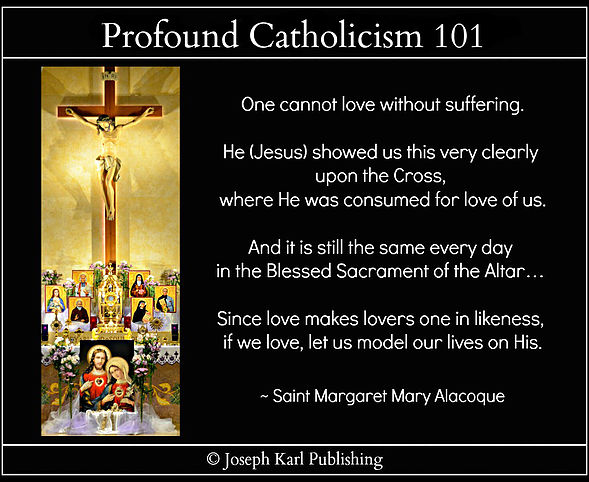 Profound Catholicism 101
One cannot love without suffering.
He (Jesus) showed us this very clearly
upon the Cross,
where He was consumed for love of us.
And it is still the same every day
in the Blessed Sacrament of the Altar…
Since love makes lovers one in likeness,
if we love, let us model our lives on His.
~ Saint Margaret Mary Alacoque
© Joseph Karl Publishing